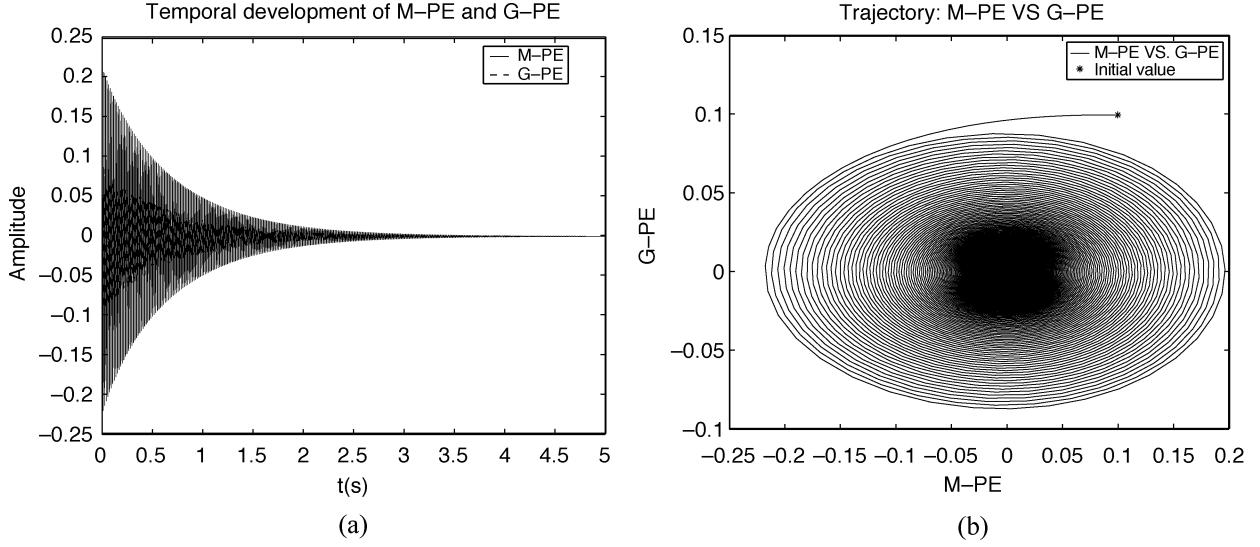 Temporal development of M–PE and G–PE
0.25
0.2
0.15
0.1
0.05
0
–0.05
–0.1
–0.15
–0.2
–0.25
Amplitude
M–PE
G–PE
0 0.5 1 1.5 2 2.5 3 3.5 4 4.5 5
t(s)
(a)
Trajectory: M–PE VS G–PE
0.15
0.1
0.05
0
–0.05
–0.1
G–PE
M–PE VS. G–PE
Initial value
–0.25 –0.2 –0.15 –0.1 –0.05 0 0.05 0.1 0.15 0.2
M–PE
(b)